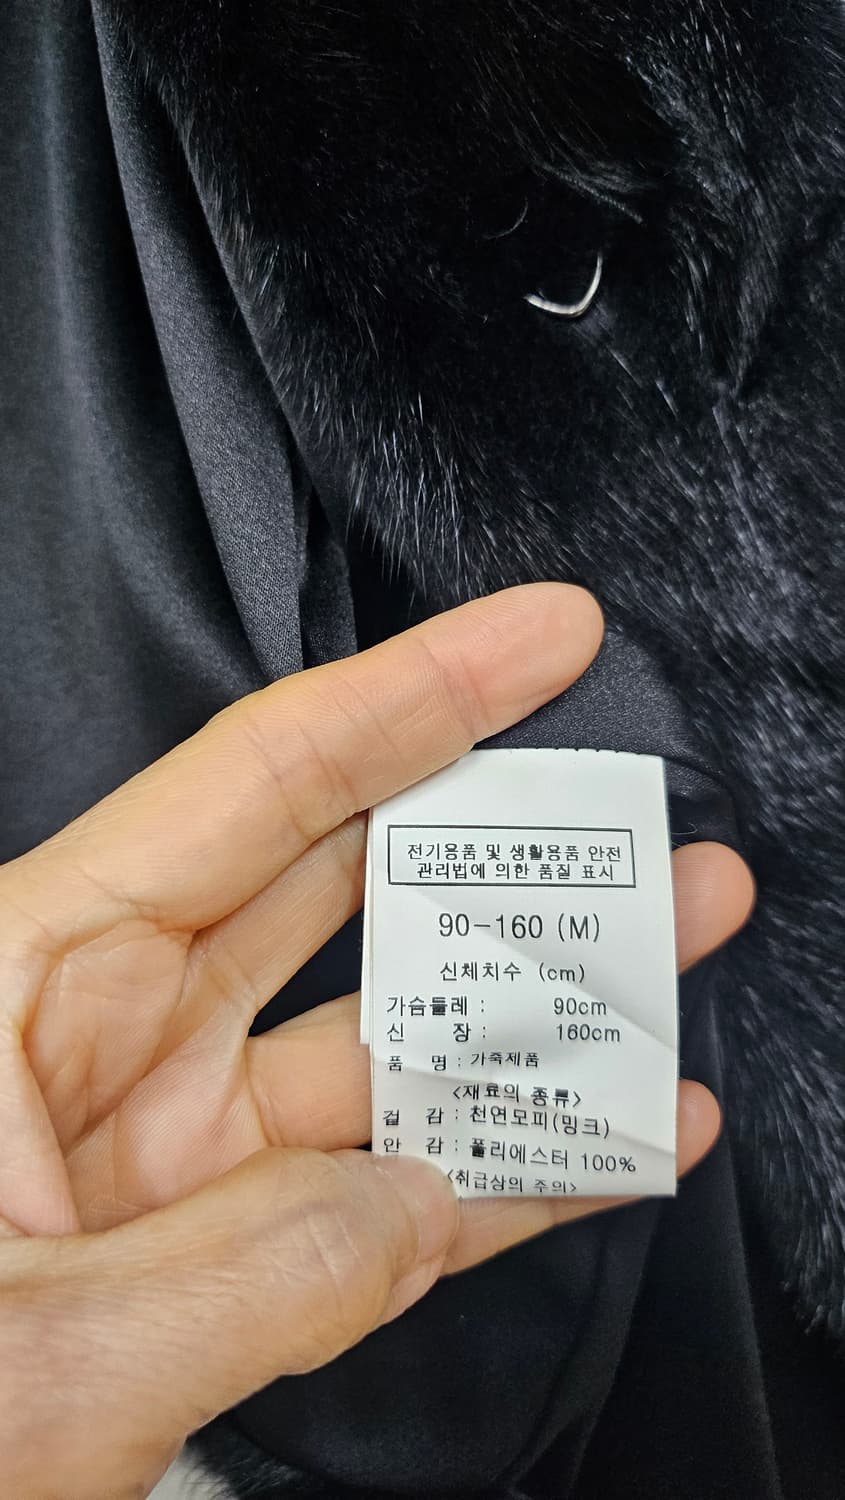 전기용품 및 생활용품 안전
관리법에 의한 품질 표시
90-160 (M)
신체치수 (cm)
가슴둘레 : 90cm
신 장 : 160cm
품 명 : 가죽제품
<재료의 종류>
겉 감 : 천연모피(밍크)
안 감 : 폴리에스터 100%
<취급상의 주의>